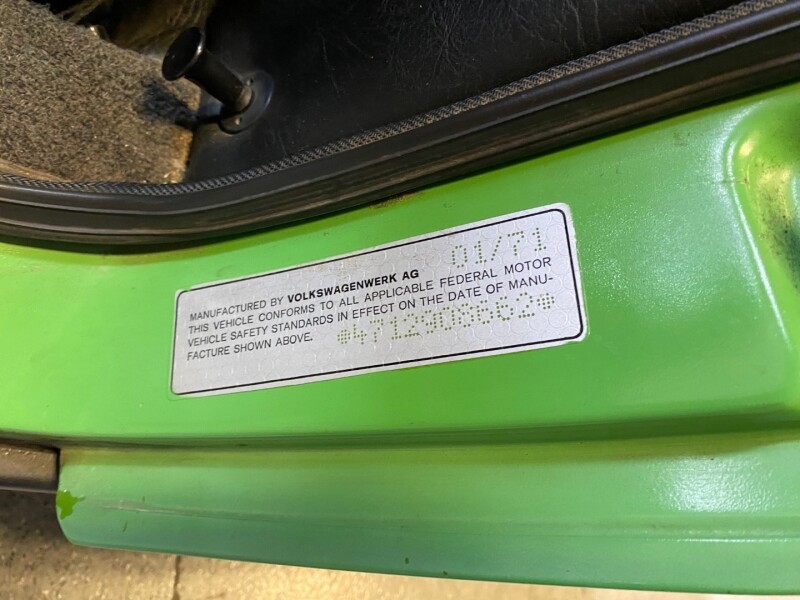 01/71
MANUFACTURED BY VOLKSWAGENWERK AG
THIS VEHICLE CONFORMS TO ALL APPLICABLE FEDERAL MOTOR
VEHICLE SAFETY STANDARDS IN EFFECT ON THE DATE OF MANU-
FACTURE SHOWN ABOVE.
4712908662